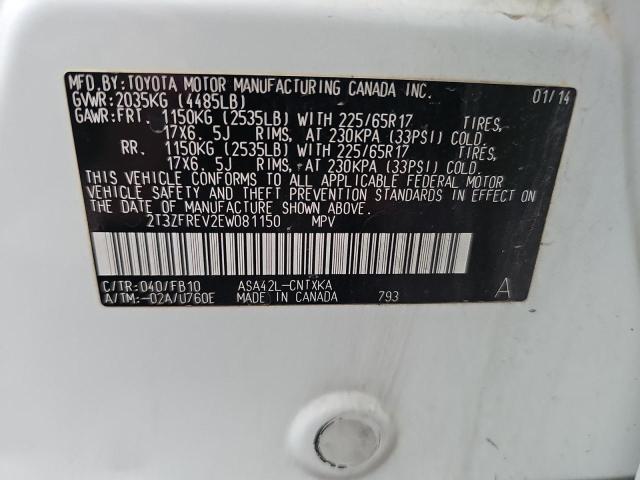 MFD.BY:TOYOTA MOTOR MANUFACTURING CANADA INC.
GVWR:2035KG (4485LB) 01/14
GAWR:FRT. 1150KG (2535LB) WITH 225/65R17 TIRES,
17X6.5J RIMS, AT 230KPA (33PSI) COLD.
RR. 1150KG (2535LB) WITH 225/65R17 TIRES,
17X6.5J RIMS, AT 230KPA (33PSI) COLD.
THIS VEHICLE CONFORMS TO ALL APPLICABLE FEDERAL MOTOR
VEHICLE SAFETY AND THEFT PREVENTION STANDARDS IN EFFECT ON
THE DATE OF MANUFACTURE SHOWN ABOVE.
2T3ZFREV2EW081150 MPV
C/TR:040/FB10 ASA42L-CNTXKA
A/TM:-02A/U760E MADE IN CANADA 793 A